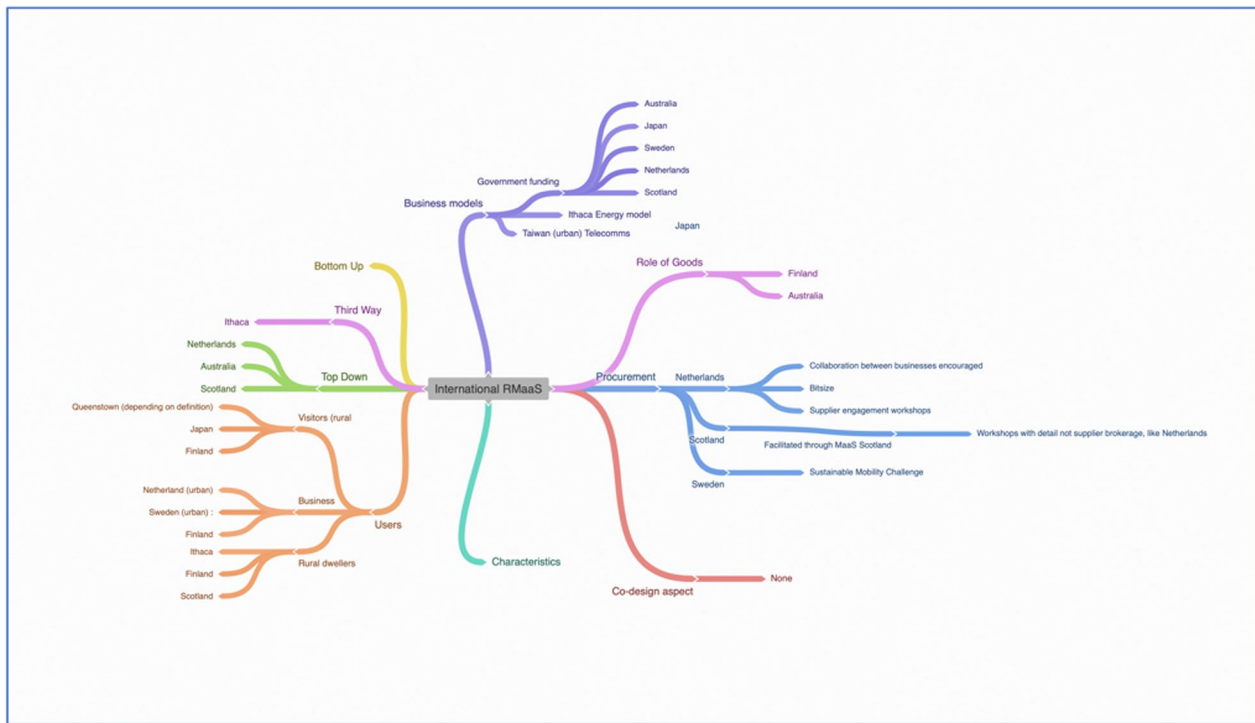 International RMaaS
Business models
Government funding
Australia
Japan
Sweden
Netherlands
Scotland
Ithaca Energy model
Taiwan (urban) Telecomms
Japan
Role of Goods
Finland
Australia
Procurement
Netherlands
Collaboration between businesses encouraged
Bitsize
Supplier engagement workshops
Scotland
Facilitated through MaaS Scotland
Workshops with detail not supplier brokerage, like Netherlands
Sweden
Sustainable Mobility Challenge
Co-design aspect
None
Characteristics
Bottom Up
Third Way
Ithaca
Top Down
Netherlands
Australia
Scotland
Users
Visitors (rural
Queenstown (depending on definition)
Japan
Finland
Business
Netherland (urban)
Sweden (urban) :
Finland
Rural dwellers
Ithaca
Finland
Scotland